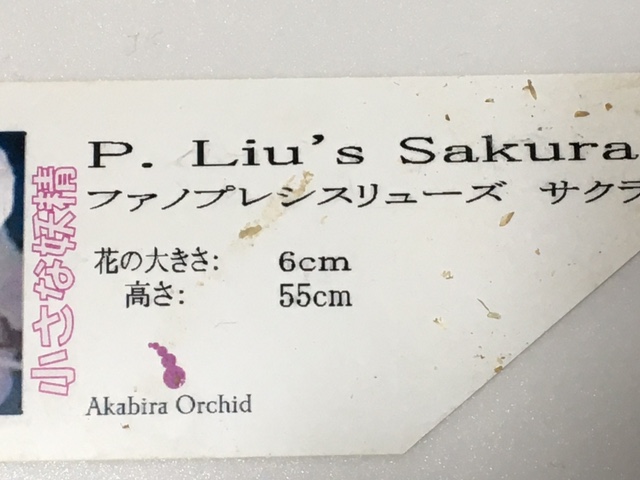 P. Liu's Sakura
ファノプレシスリューズ サクラ
小さな妖精
花の大きさ: 6cm
高さ: 55cm
Akabira Orchid